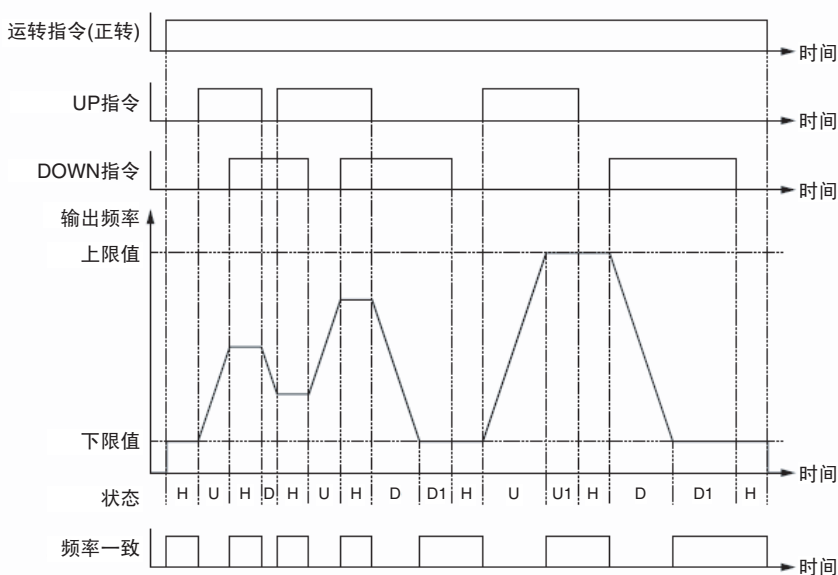 运转指令(正转)
时间
UP指令
时间
DOWN指令
时间
输出频率
上限值
下限值
时间
状态 H U H D H U H D D1 H U U1 H D D1 H
频率一致
时间